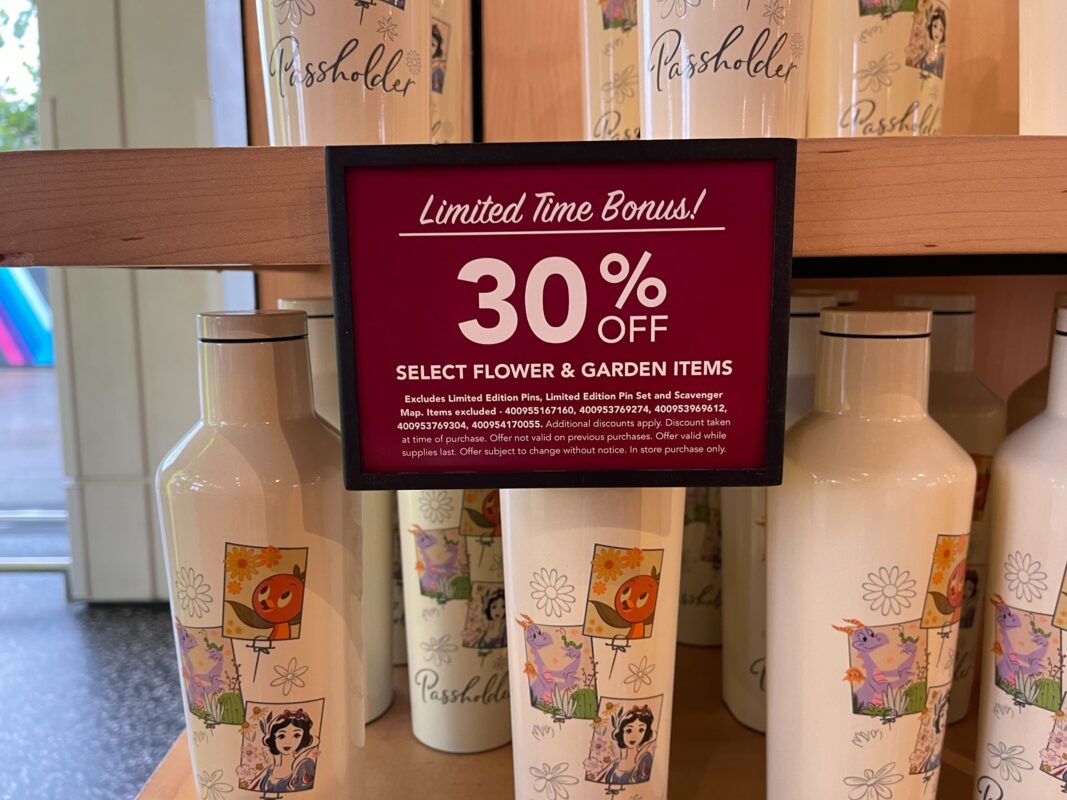 Passholder
Passholder
Passholder
Limited Time Bonus!
30% OFF
SELECT FLOWER & GARDEN ITEMS
Excludes Limited Edition Pins, Limited Edition Pin Set and Scavenger
Map. Items excluded - 400955167160, 400953769274, 400953969612,
400953769304, 400954170055. Additional discounts apply. Discount taken
at time of purchase. Offer not valid on previous purchases. Offer valid while
supplies last. Offer subject to change without notice. In store purchase only.
Passholder